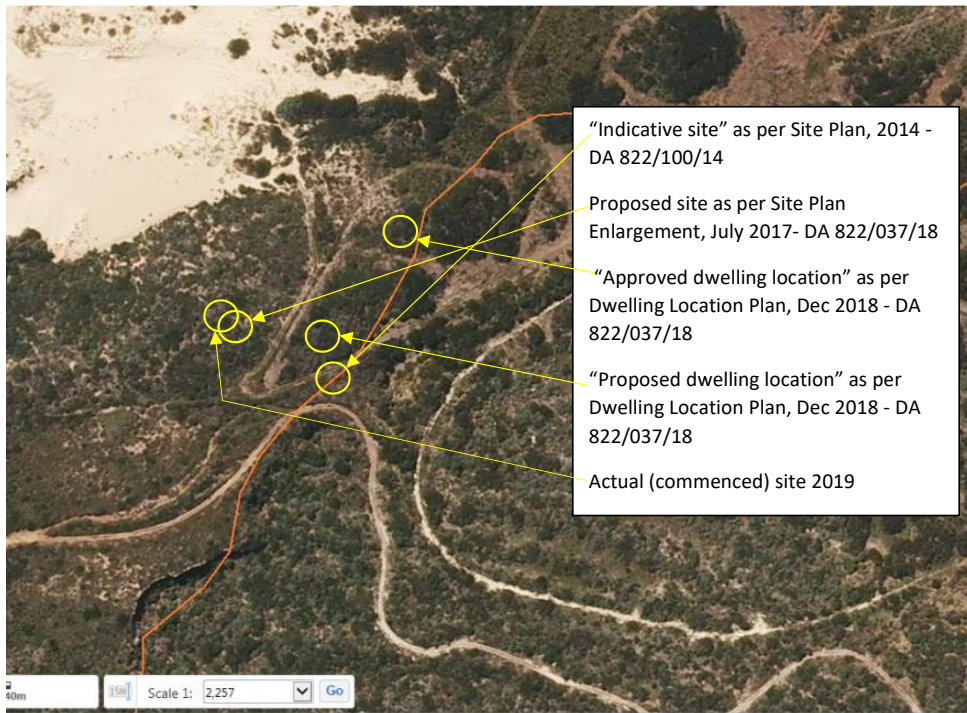 “Indicative site” as per Site Plan, 2014 -
DA 822/100/14
Proposed site as per Site Plan
Enlargement, July 2017- DA 822/037/18
“Approved dwelling location” as per
Dwelling Location Plan, Dec 2018 - DA
822/037/18
“Proposed dwelling location” as per
Dwelling Location Plan, Dec 2018 - DA
822/037/18
Actual (commenced) site 2019
40m
Scale 1: 2,257 Go